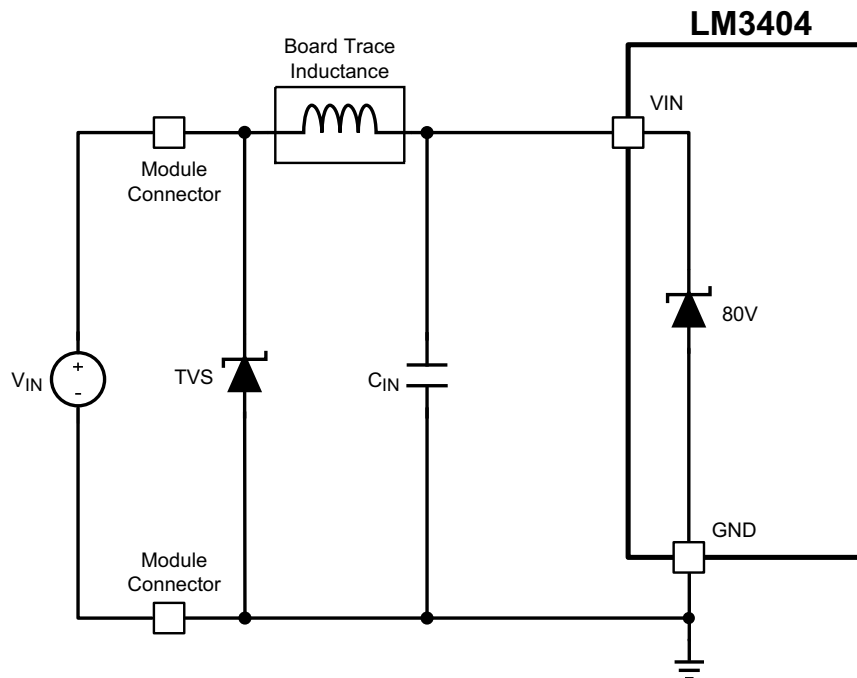 LM3404
Board Trace
Inductance
VIN
Module
Connector
80V
TVS
CIN
VIN
+
-
Module
Connector
GND